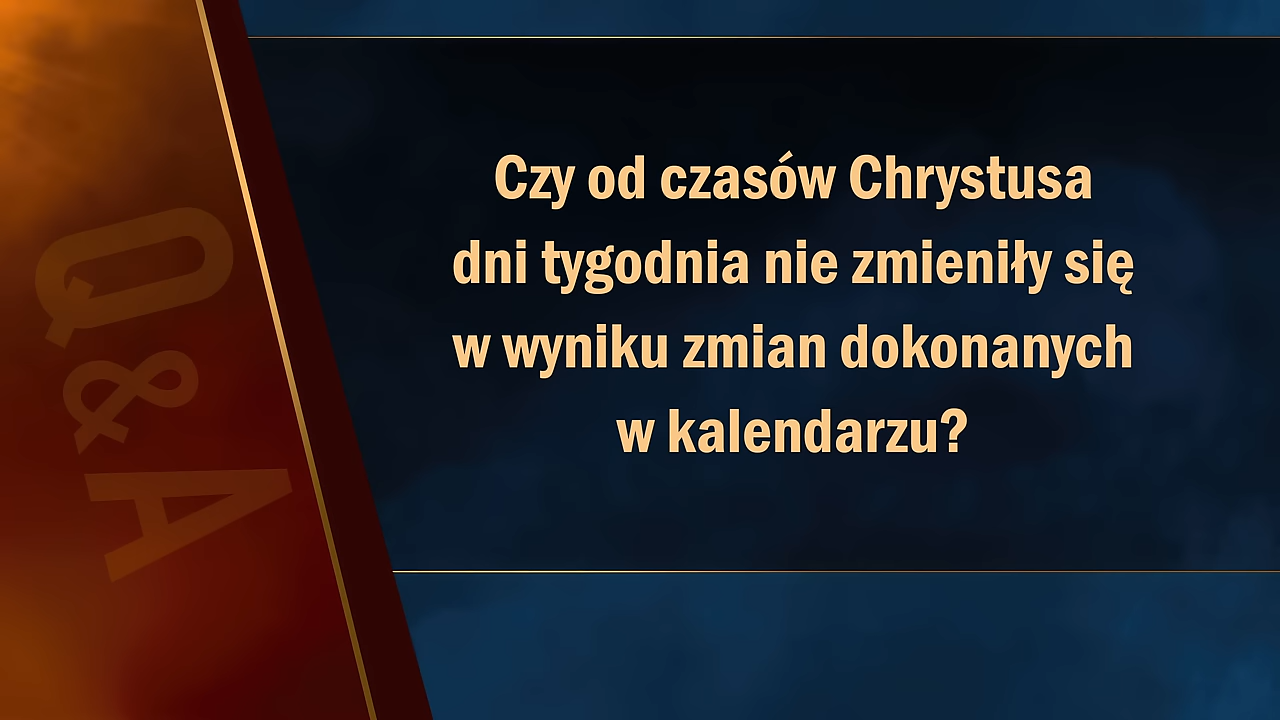 Q & A
Czy od czasów Chrystusa
dni tygodnia nie zmieniły się
w wyniku zmian dokonanych
w kalendarzu?